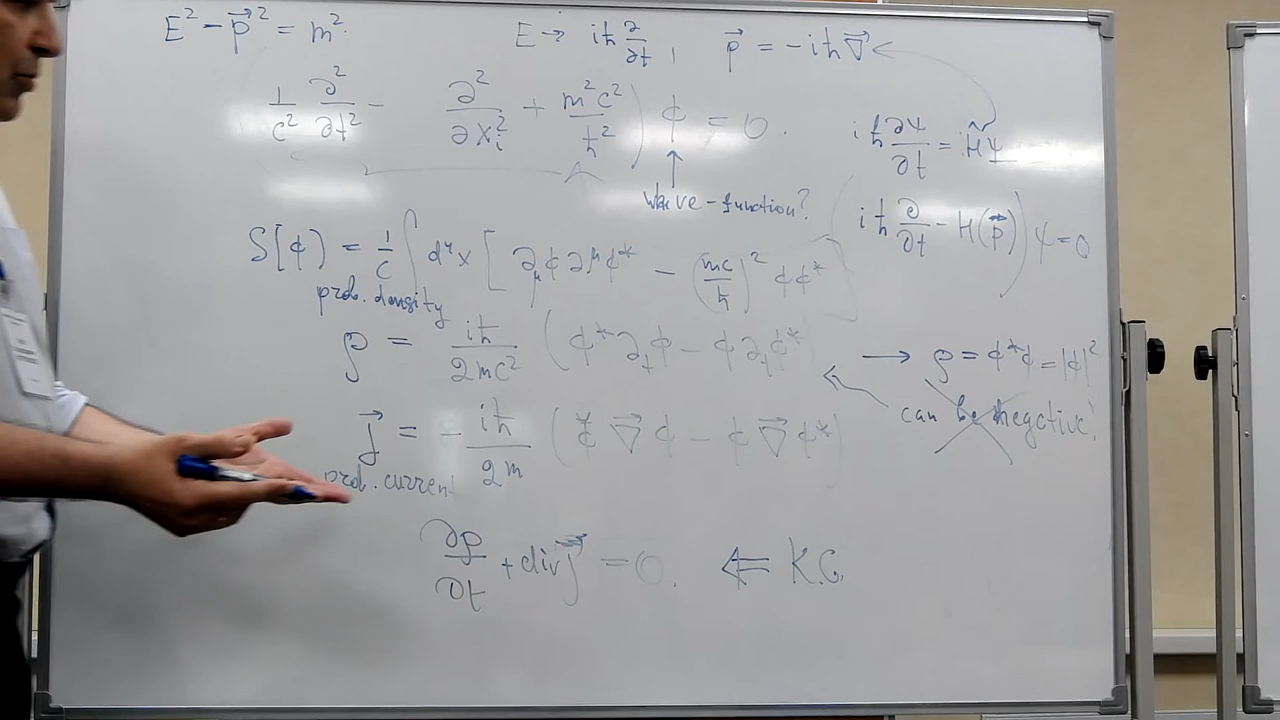 E² − p⃗² = m².   E → iħ ∂/∂t,   p⃗ = −iħ∇⃗
1/c² ∂²/∂t² − ∂²/∂x_i² + m²c²/ħ² ) ϕ = 0.
iħ ∂ψ/∂t = Ĥψ
wave-function?
iħ ∂/∂t − H(p⃗) ) ψ = 0
S[ϕ) = 1/c ∫ d⁴x [ ∂_μ ϕ ∂^μ ϕ* − (mc/ħ)² ϕϕ*
prob. density
ρ = iħ/2mc² (ϕ* ∂_t ϕ − ϕ ∂_t ϕ*   → ρ = ϕ*ϕ = |ϕ|²
can be negative!
j⃗ = − iħ/2m (ϕ* ∇⃗ ϕ − ϕ ∇⃗ ϕ*)
prob. current
∂ρ/∂t + div j⃗ = 0.   ⇐ K.G.